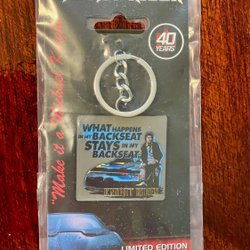 40
YEARS
"Make it a
WHAT HAPPENS
IN MY BACKSEAT
STAYS IN MY
BACKSEAT
KNIGHT RIDER
LIMITED EDITION